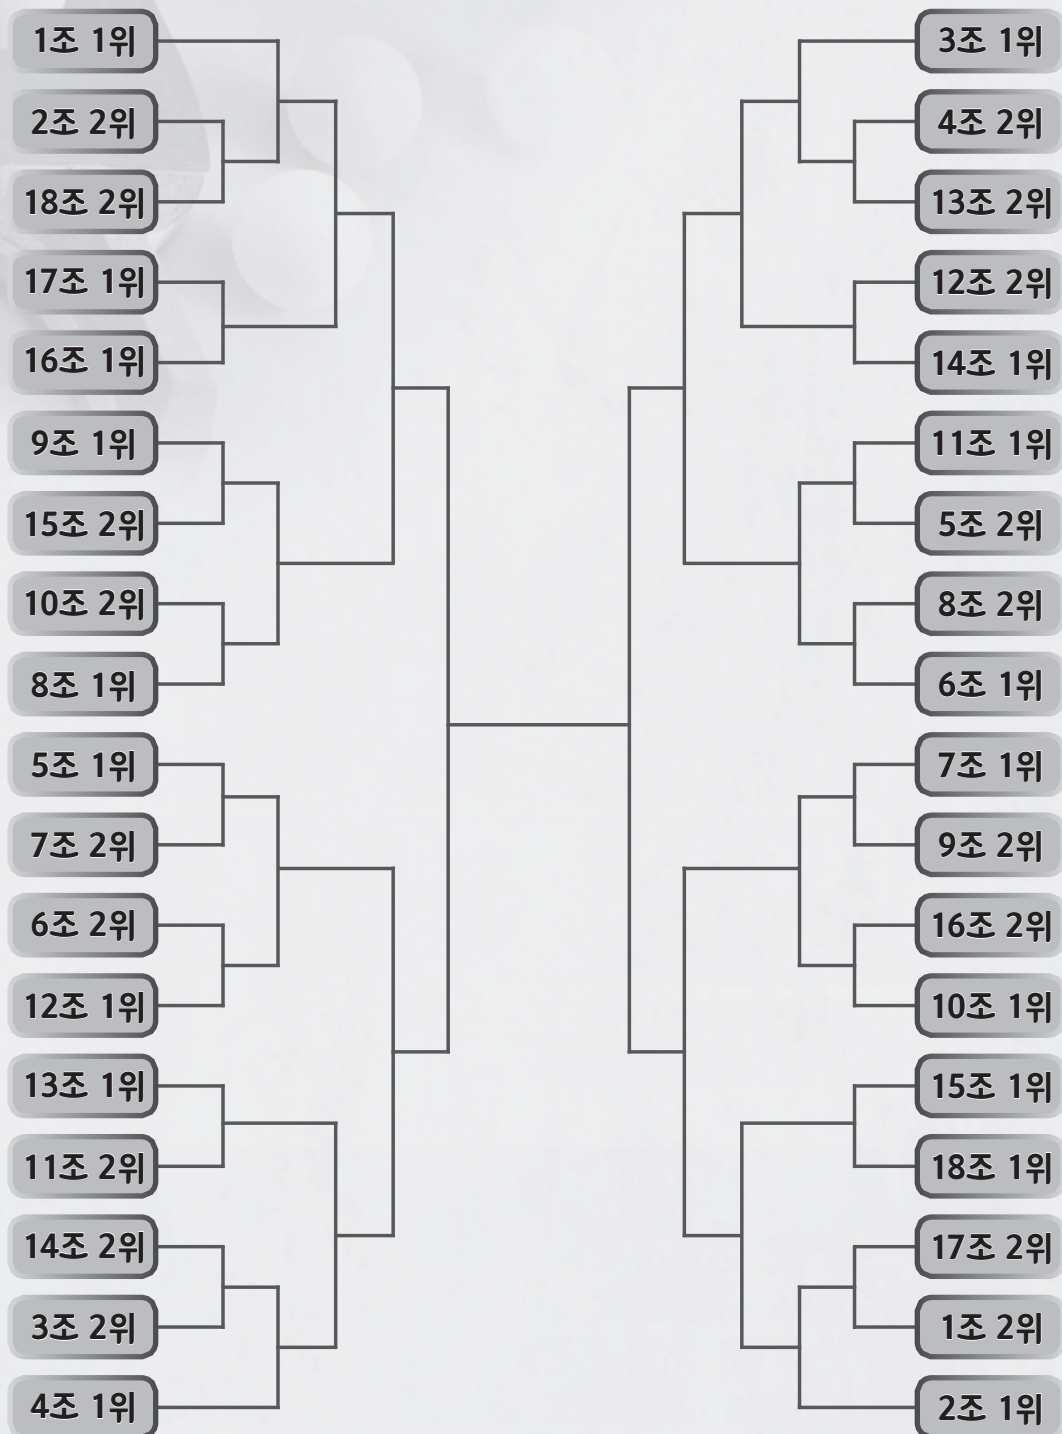 1조 1위
2조 2위
18조 2위
17조 1위
16조 1위
9조 1위
15조 2위
10조 2위
8조 1위
5조 1위
7조 2위
6조 2위
12조 1위
13조 1위
11조 2위
14조 2위
3조 2위
4조 1위
3조 1위
4조 2위
13조 2위
12조 2위
14조 1위
11조 1위
5조 2위
8조 2위
6조 1위
7조 1위
9조 2위
16조 2위
10조 1위
15조 1위
18조 1위
17조 2위
1조 2위
2조 1위